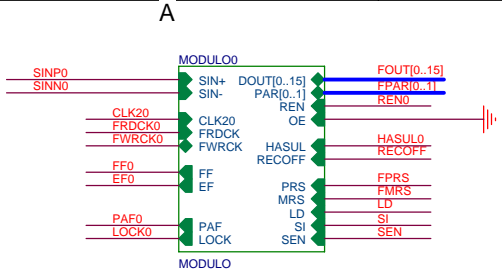 A
MODULO0
SINP0 SIN+ DOUT[0..15] FOUT[0..15]
SINN0 SIN- PAR[0..1] FPAR[0..1]
REN REN0
CLK20 CLK20 OE
FRDCK0 FRDCK
FWRCK0 FWRCK HASUL HASUL0
RECOFF RECOFF
FF0 FF
EF0 EF PRS FPRS
MRS FMRS
LD LD
PAF0 PAF SI SI
LOCK0 LOCK SEN SEN
MODULO